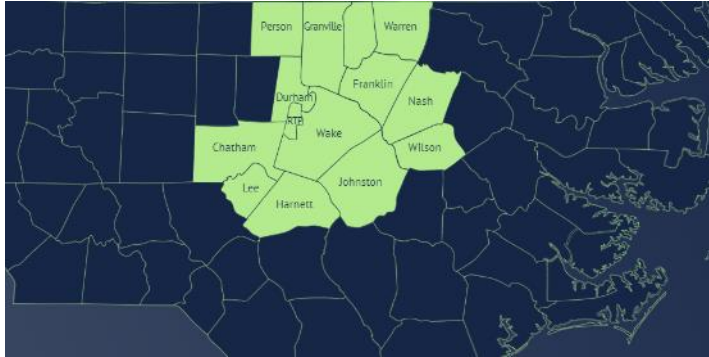 Person
Granville
Warren
Franklin
Durham
Nash
RTP
Wake
Chatham
Wilson
Lee
Johnston
Harnett